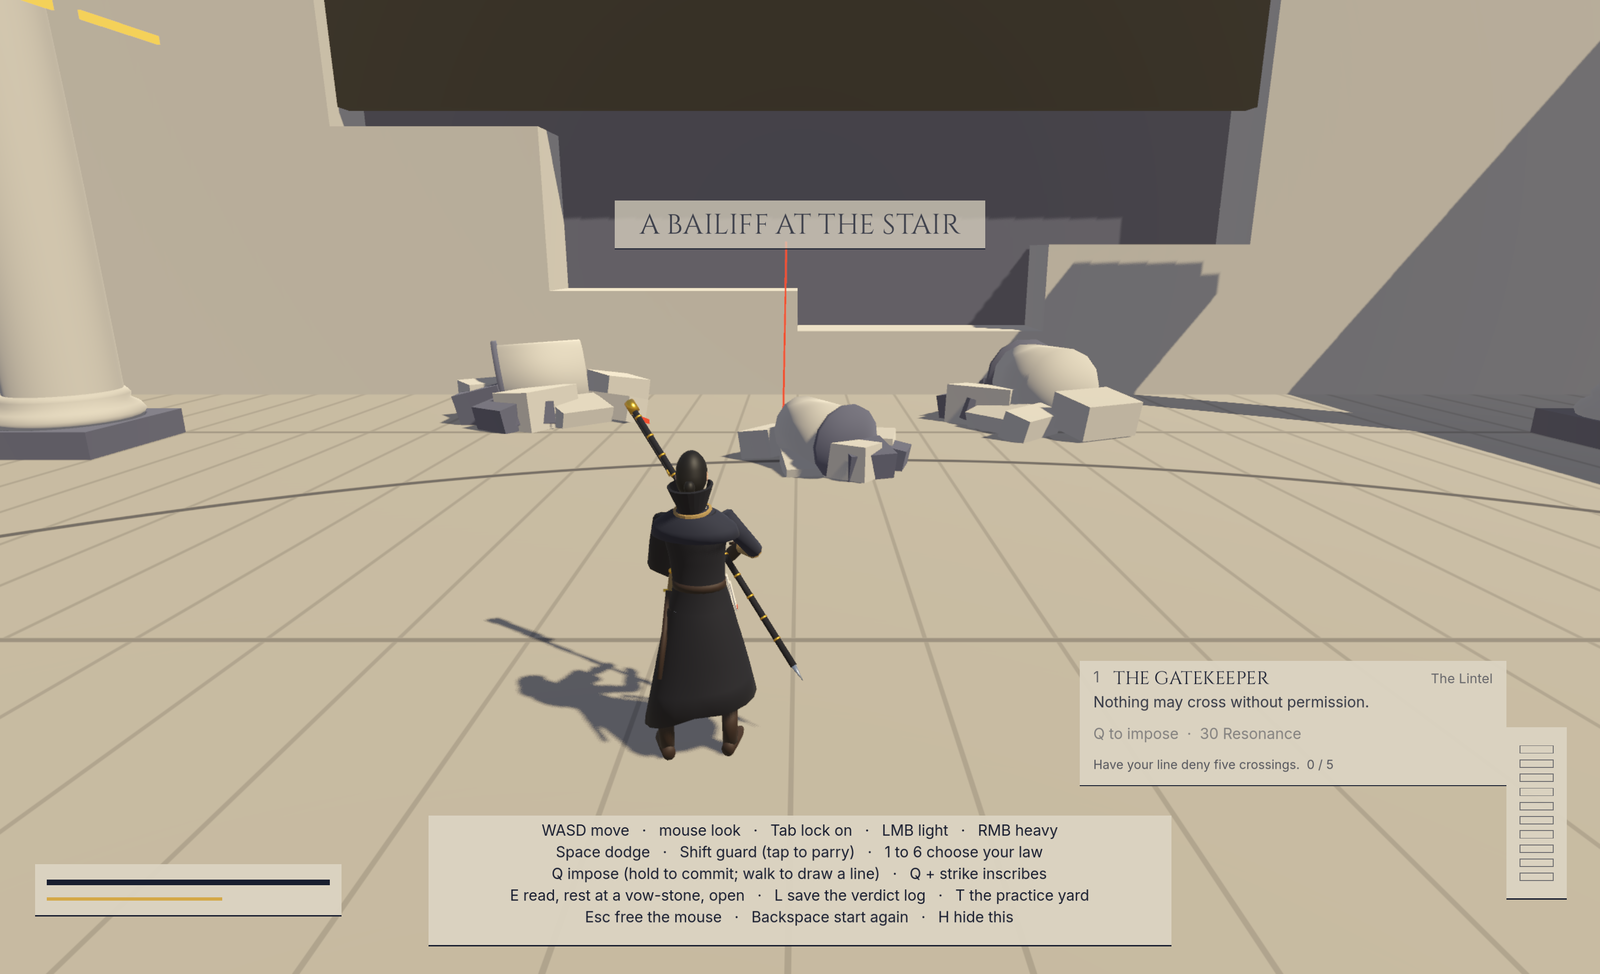 A BAILIFF AT THE STAIR
1 THE GATEKEEPER The Lintel
Nothing may cross without permission.
Q to impose · 30 Resonance
Have your line deny five crossings. 0 / 5
WASD move · mouse look · Tab lock on · LMB light · RMB heavy
Space dodge · Shift guard (tap to parry) · 1 to 6 choose your law
Q impose (hold to commit; walk to draw a line) · Q + strike inscribes
E read, rest at a vow-stone, open · L save the verdict log · T the practice yard
Esc free the mouse · Backspace start again · H hide this